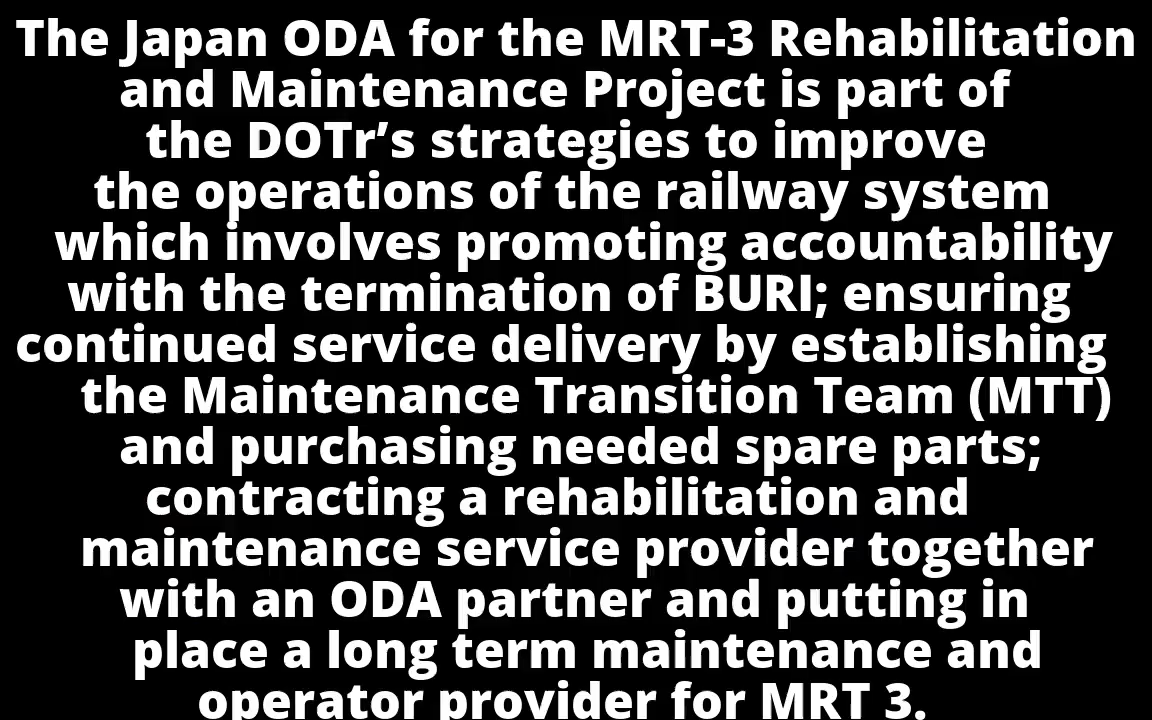 The Japan ODA for the MRT-3 Rehabilitation
and Maintenance Project is part of
the DOTr’s strategies to improve
the operations of the railway system
which involves promoting accountability
with the termination of BURI; ensuring
continued service delivery by establishing
the Maintenance Transition Team (MTT)
and purchasing needed spare parts;
contracting a rehabilitation and
maintenance service provider together
with an ODA partner and putting in
place a long term maintenance and
operator provider for MRT 3.